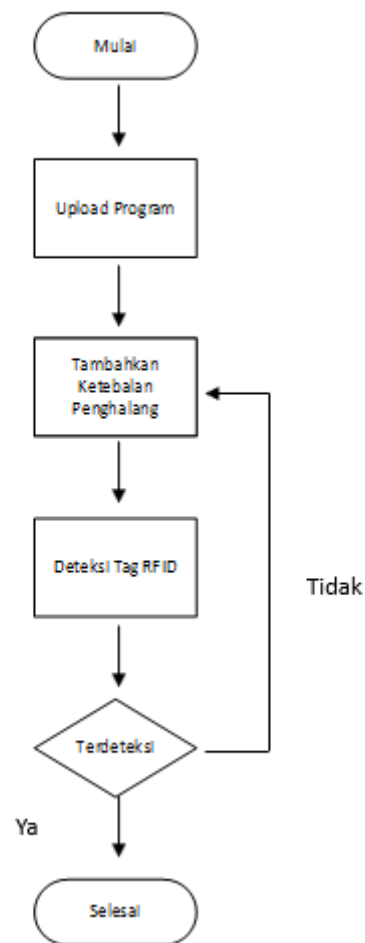 Mulai
Upload Program
Tambahkan
Ketebalan
Penghalang
Deteksi Tag RFID
Tidak
Terdeteksi
Ya
Selesai